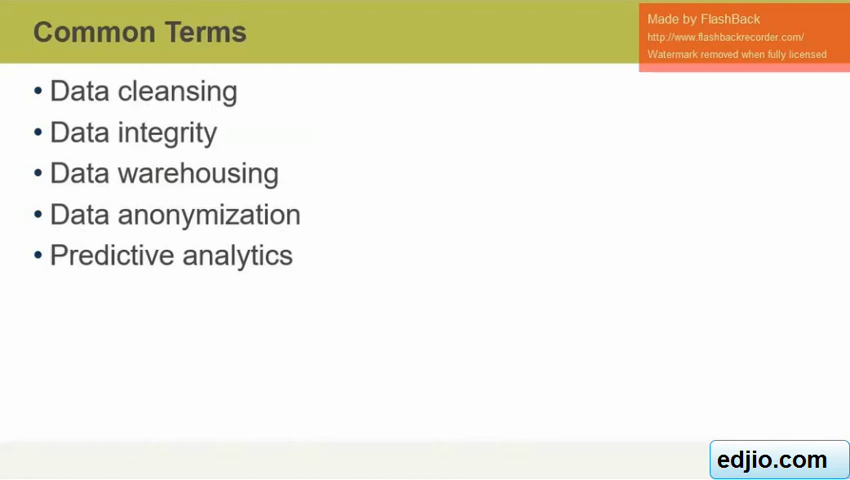 Common Terms
Made by FlashBack
http://www.flashbackrecorder.com/
Watermark removed when fully licensed
• Data cleansing
• Data integrity
• Data warehousing
• Data anonymization
• Predictive analytics
edjio.com